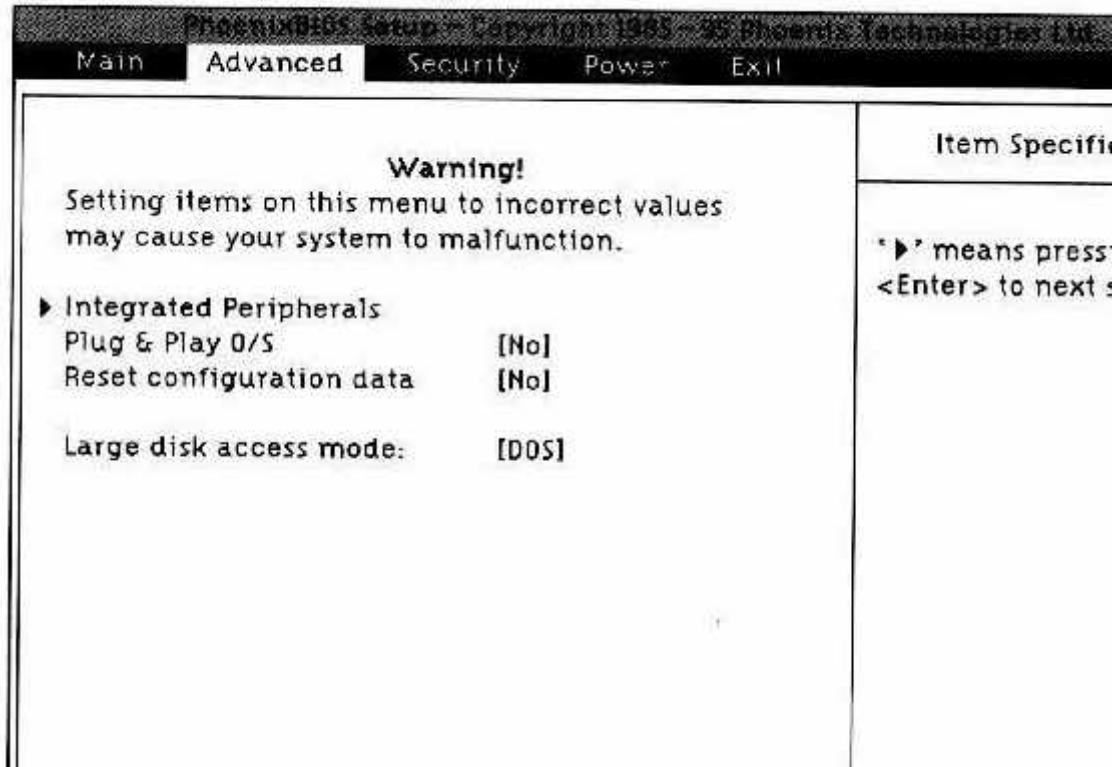 PhoenixBIOS Setup - Copyright 1985 - 95 Phoenix Technologies Ltd.
Main Advanced Security Power Exit
Warning!
Setting items on this menu to incorrect values
may cause your system to malfunction.
▶ Integrated Peripherals
Plug & Play O/S [No]
Reset configuration data [No]
Large disk access mode: [DOS]
Item Specific
"▶" means press
<Enter> to next s